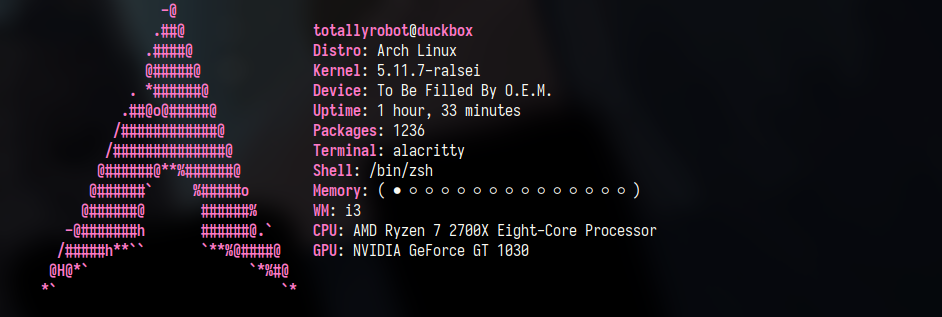 totallyrobot@duckbox
Distro: Arch Linux
Kernel: 5.11.7-ralsei
Device: To Be Filled By O.E.M.
Uptime: 1 hour, 33 minutes
Packages: 1236
Terminal: alacritty
Shell: /bin/zsh
Memory: ( ● ○ ○ ○ ○ ○ ○ ○ ○ ○ ○ ○ ○ ○ ○ )
WM: i3
CPU: AMD Ryzen 7 2700X Eight-Core Processor
GPU: NVIDIA GeForce GT 1030